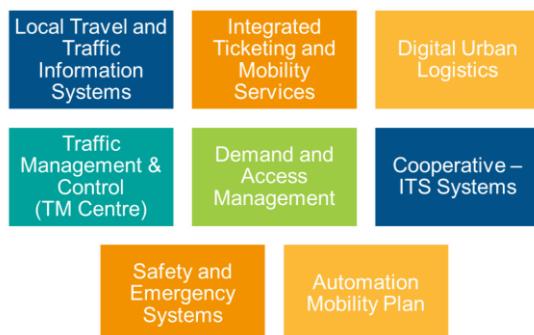 Local Travel and
Traffic
Information
Systems
Integrated
Ticketing and
Mobility
Services
Digital Urban
Logistics
Traffic
Management &
Control
(TM Centre)
Demand and
Access
Management
Cooperative –
ITS Systems
Safety and
Emergency
Systems
Automation
Mobility Plan